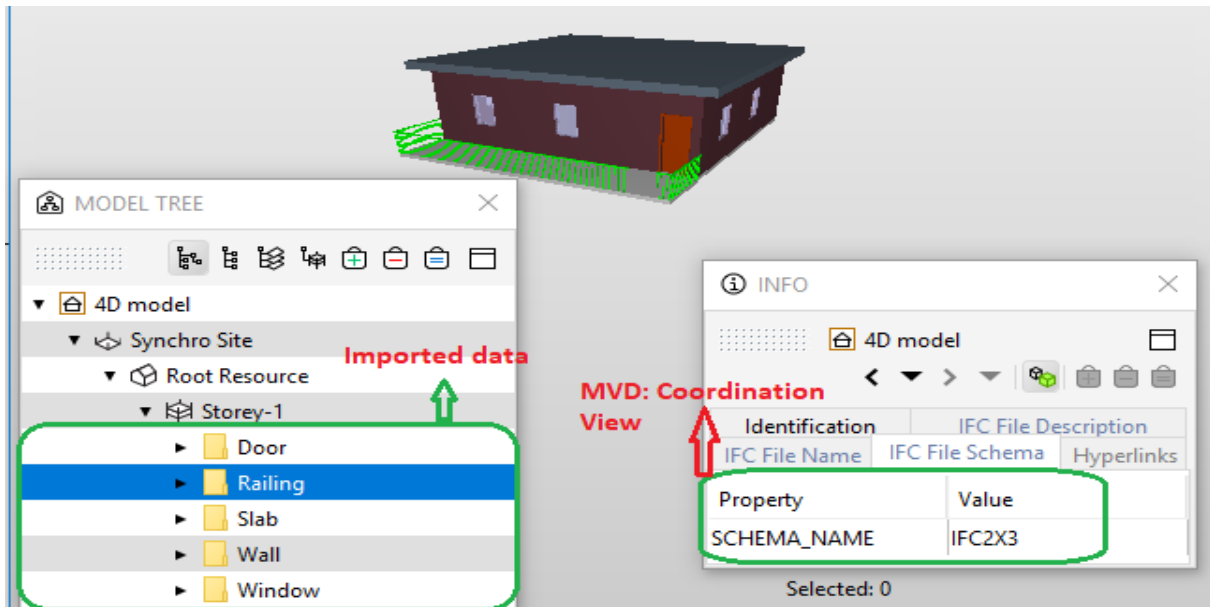 MODEL TREE
4D model
Synchro Site
Root Resource
Storey-1
Door
Railing
Slab
Wall
Window
Imported data
INFO
4D model
MVD: Coordination
View
Identification IFC File Description
IFC File Name IFC File Schema Hyperlinks
Property Value
SCHEMA_NAME IFC2X3
Selected: 0